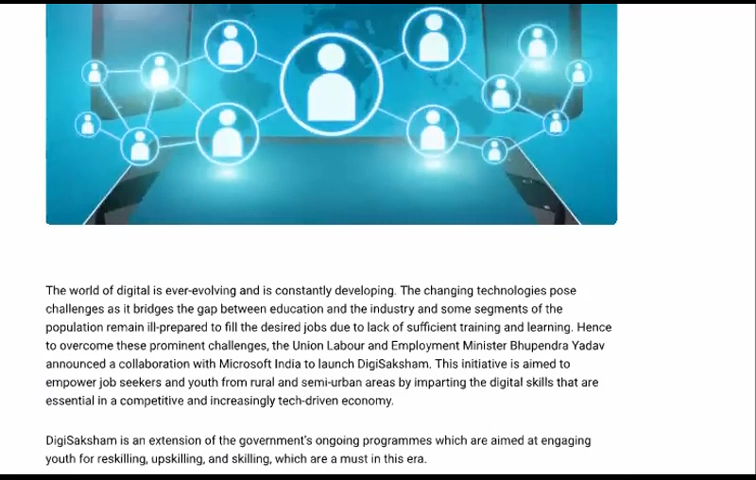 The world of digital is ever-evolving and is constantly developing. The changing technologies pose
challenges as it bridges the gap between education and the industry and some segments of the
population remain ill-prepared to fill the desired jobs due to lack of sufficient training and learning. Hence
to overcome these prominent challenges, the Union Labour and Employment Minister Bhupendra Yadav
announced a collaboration with Microsoft India to launch DigiSaksham. This initiative is aimed to
empower job seekers and youth from rural and semi-urban areas by imparting the digital skills that are
essential in a competitive and increasingly tech-driven economy.
DigiSaksham is an extension of the government's ongoing programmes which are aimed at engaging
youth for reskilling, upskilling, and skilling, which are a must in this era.